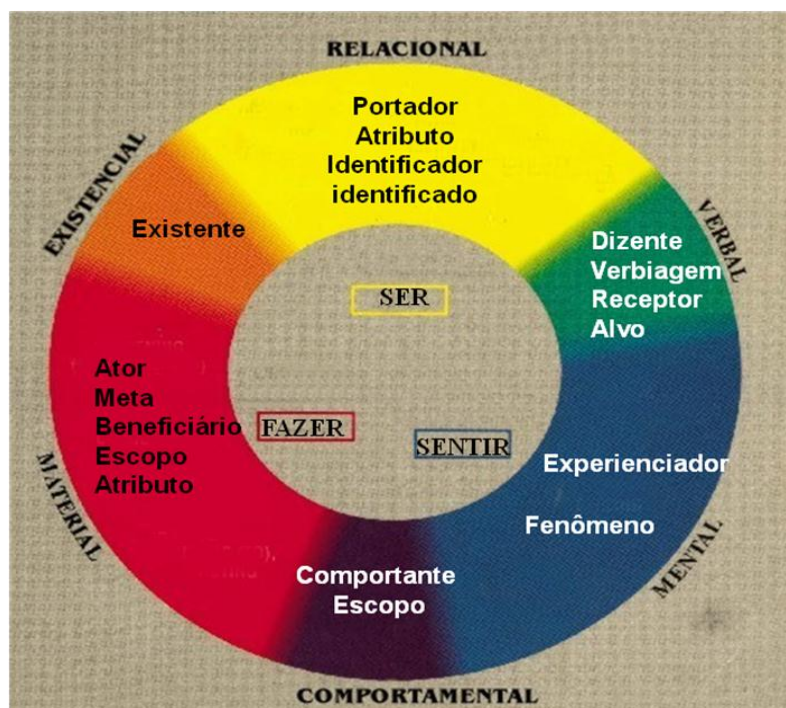 RELACIONAL
Portador
Atributo
Identificador
identificado
EXISTENCIAL
Existente
VERBAL
Dizente
Verbiagem
Receptor
Alvo
SER
Ator
Meta
Beneficiário
Escopo
Atributo
FAZER
SENTIR
MATERIAL
Experienciador
Fenômeno
MENTAL
Comportante
Escopo
COMPORTAMENTAL